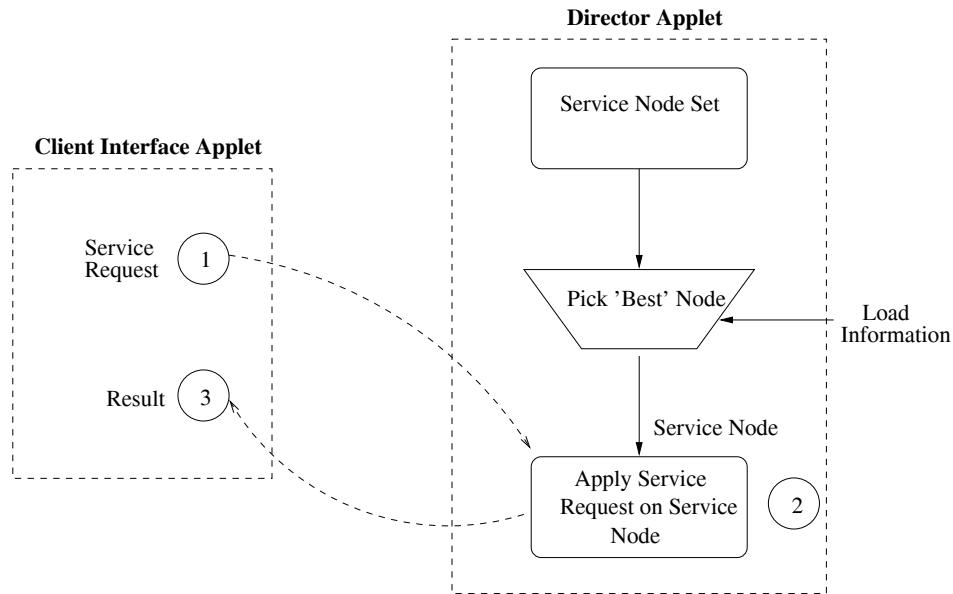 Director Applet
Service Node Set
Client Interface Applet
Service
Request
1
Pick ’Best’ Node
Load
Information
Result
3
Service Node
Apply Service
Request on Service
Node
2